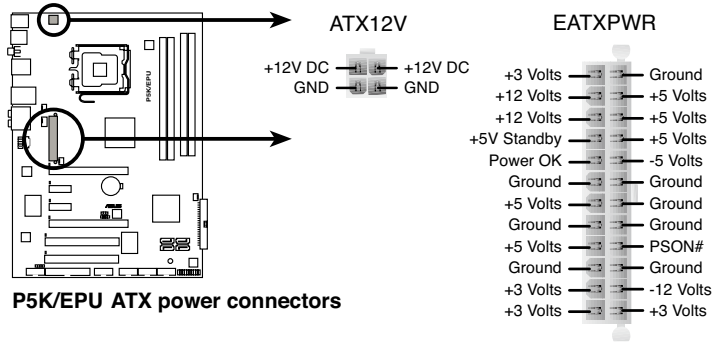 ATX12V
EATXPWR
+12V DC +12V DC
GND GND
P5K/EPU
+3 Volts Ground
+12 Volts +5 Volts
+12 Volts +5 Volts
+5V Standby +5 Volts
Power OK -5 Volts
Ground Ground
+5 Volts Ground
Ground Ground
+5 Volts PSON#
Ground Ground
+3 Volts -12 Volts
+3 Volts +3 Volts
P5K/EPU ATX power connectors